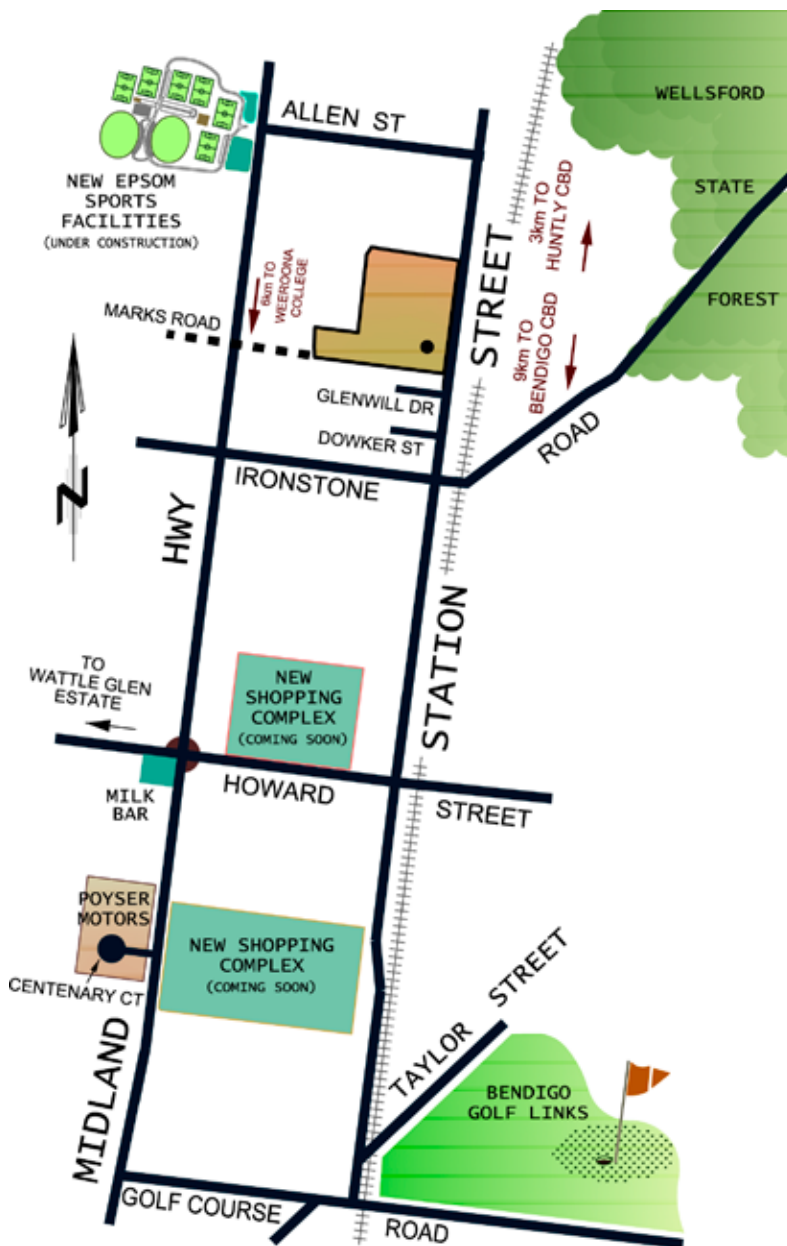 ALLEN ST
WELLSFORD
STATE
FOREST
NEW EPSOM
SPORTS
FACILITIES
(UNDER CONSTRUCTION)
3km TO
HUNTLY CBD
6km TO
WEEROONA
COLLEGE
MARKS ROAD
STREET
9km TO
BENDIGO CBD
GLENWILL DR
DOWKER ST
ROAD
IRONSTONE
N
HWY
STATION
TO
WATTLE GLEN
ESTATE
NEW
SHOPPING
COMPLEX
(COMING SOON)
HOWARD
STREET
MILK
BAR
POYSER
MOTORS
NEW SHOPPING
COMPLEX
(COMING SOON)
CENTENARY CT
STREET
TAYLOR
MIDLAND
BENDIGO
GOLF LINKS
GOLF COURSE
ROAD